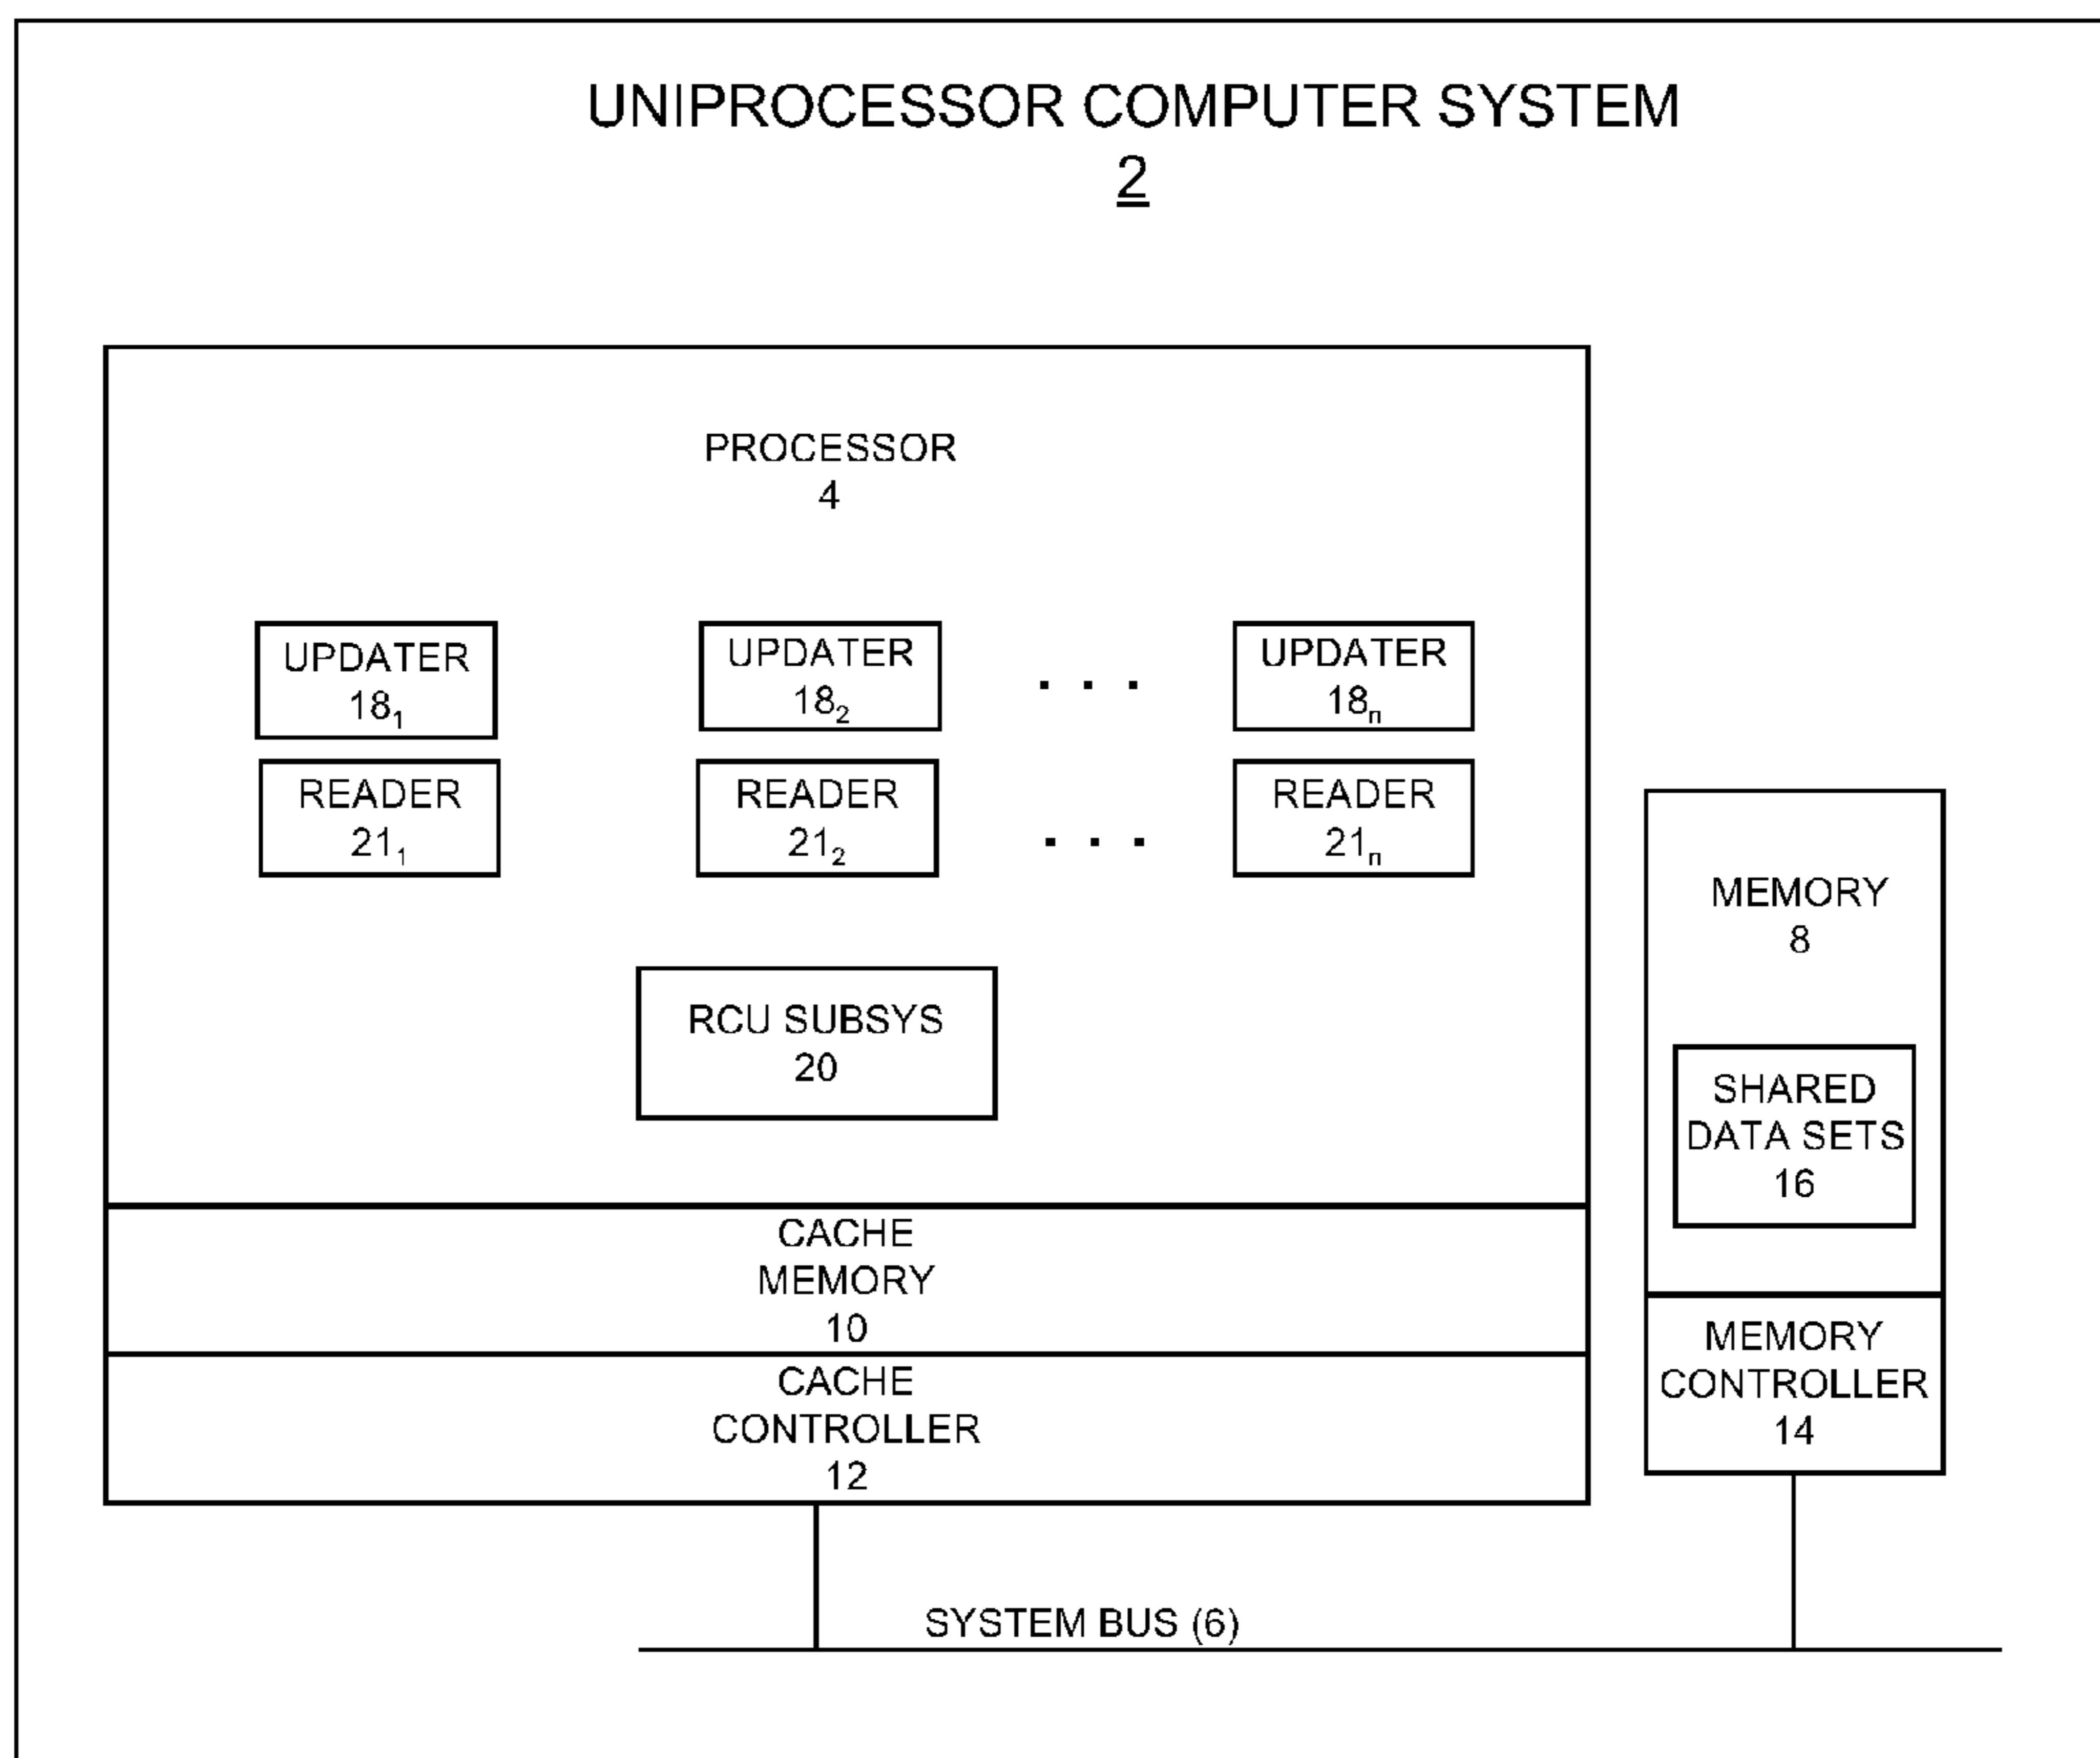 UNIPROCESSOR COMPUTER SYSTEM
2
PROCESSOR
4
UPDATER
18₁
UPDATER
18₂
. . .
UPDATER
18ₙ
READER
21₁
READER
21₂
. . .
READER
21ₙ
RCU SUBSYS
20
MEMORY
8
SHARED
DATA SETS
16
CACHE
MEMORY
10
CACHE
CONTROLLER
12
MEMORY
CONTROLLER
14
SYSTEM BUS (6)